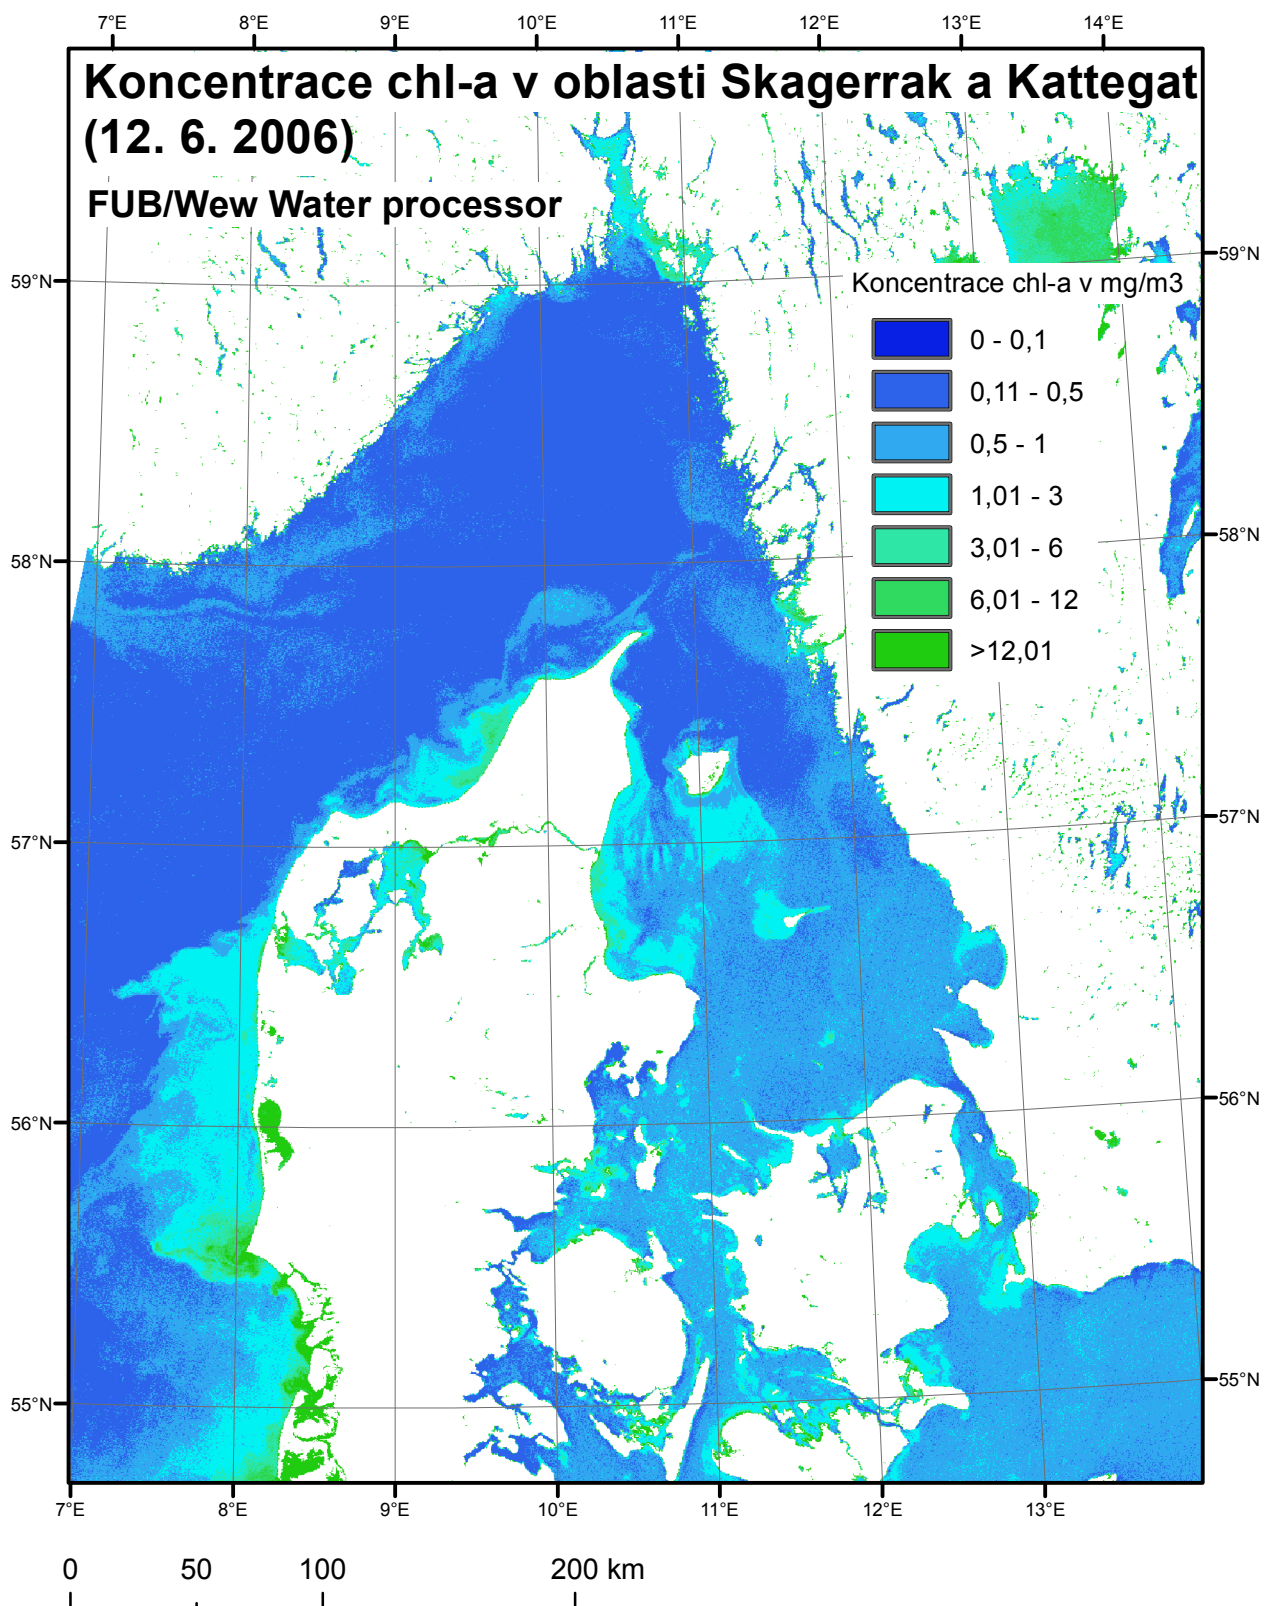 7°E 8°E 9°E 10°E 11°E 12°E 13°E 14°E
Koncentrace chl-a v oblasti Skagerrak a Kattegat
(12. 6. 2006)
FUB/Wew Water processor
59°N 59°N
Koncentrace chl-a v mg/m3
0 - 0,1
0,11 - 0,5
0,5 - 1
1,01 - 3
3,01 - 6
6,01 - 12
>12,01
58°N 58°N
57°N 57°N
56°N 56°N
55°N 55°N
7°E 8°E 9°E 10°E 11°E 12°E 13°E
0 50 100 200 km